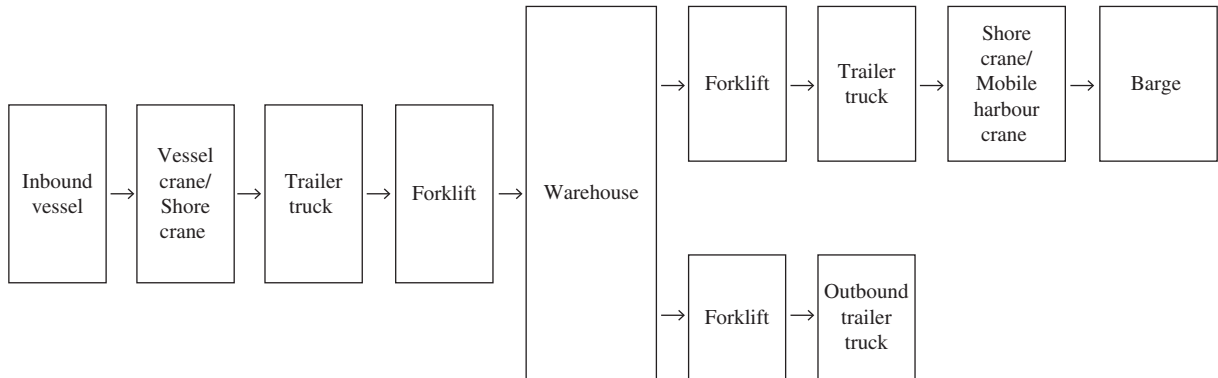 Inbound
vessel
Vessel
crane/
Shore
crane
Trailer
truck
Forklift
Warehouse
Forklift
Trailer
truck
Shore
crane/
Mobile
harbour
crane
Barge
Forklift
Outbound
trailer
truck